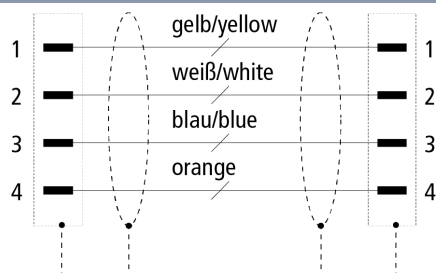 gelb/yellow
1 1
weiß/white
2 2
blau/blue
3 3
orange
4 4